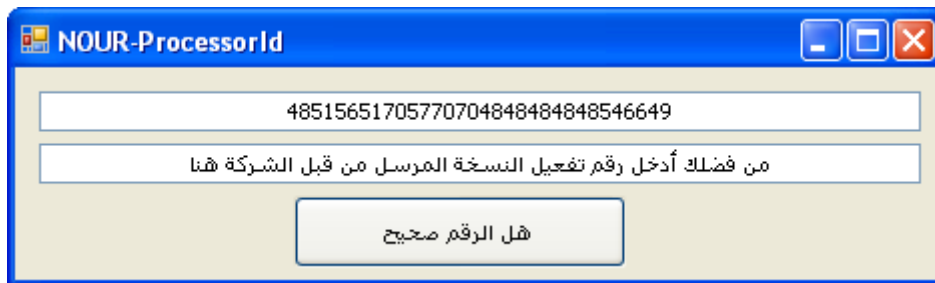 NOUR-ProcessorId
48515651705770704848484848546649
من فضلك أدخل رقم تفعيل النسخة المرسل من قبل الشركة هنا
هل الرقم صحيح